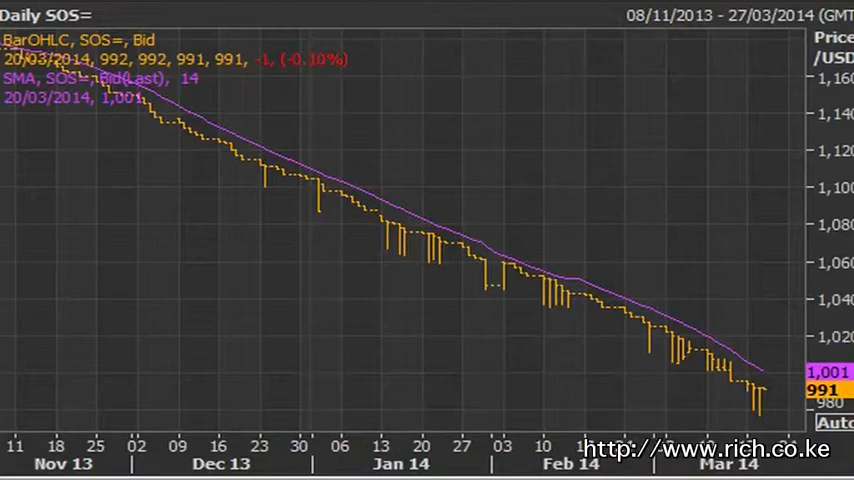 Daily SOS=
08/11/2013 - 27/03/2014 (GMT
BarOHLC, SOS=, Bid
20/03/2014, 992, 992, 991, 991, -1, (-0.10%)
SMA, SOS=, Bid(Last), 14
20/03/2014, 1,001
Price
/USD
1,160
1,140
1,120
1,100
1,080
1,060
1,040
1,020
1,001
991
980
Auto
11 18 25 02 09 16 23 30 06 13 20 27 03 10
Nov 13 Dec 13 Jan 14 Feb 14 Mar 14
http://www.rich.co.ke